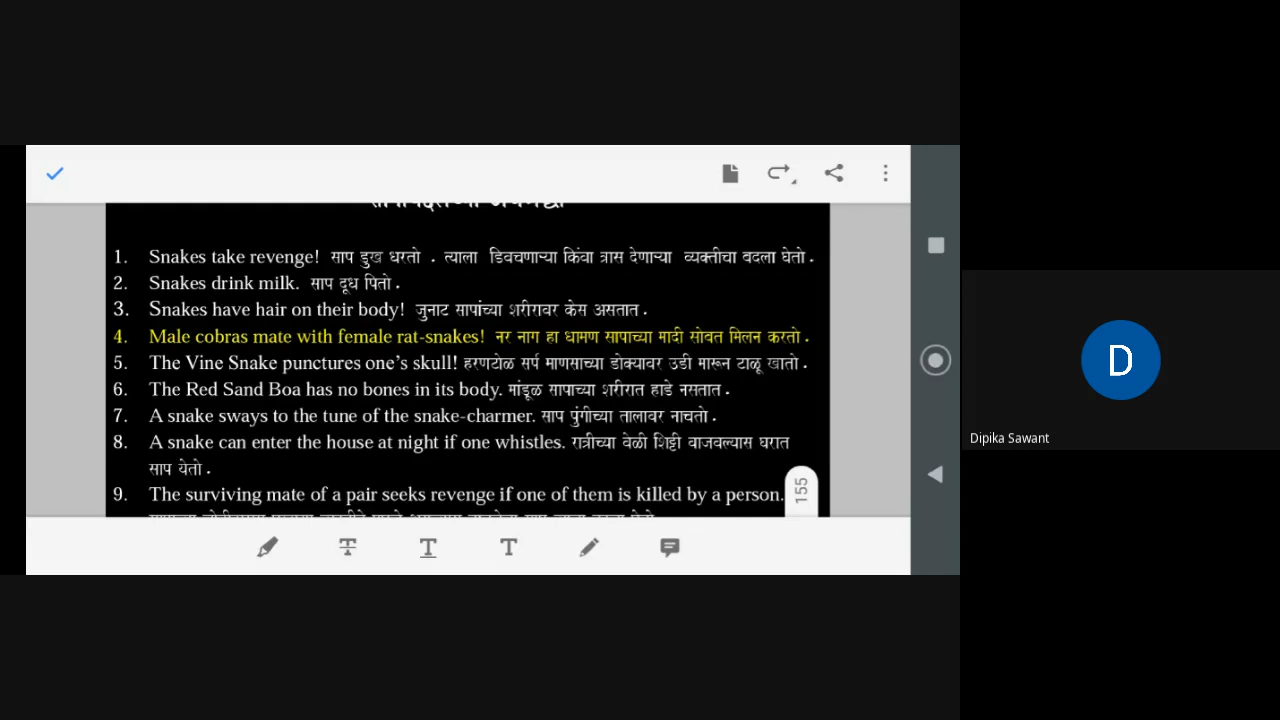 1. Snakes take revenge! साप डुख धरतो . त्याला डिवचणाऱ्या किंवा त्रास देणाऱ्या व्यक्तीचा बदला घेतो .
2. Snakes drink milk. साप दूध पितो .
3. Snakes have hair on their body! जुनाट सापांच्या शरीरावर केस असतात .
4. Male cobras mate with female rat-snakes! नर नाग हा धामण सापाच्या मादी सोवत मिलन करतो .
5. The Vine Snake punctures one’s skull! हरणटोळ सर्प माणसाच्या डोक्यावर उडी मारून टाळू खातो .
6. The Red Sand Boa has no bones in its body. मांडूळ सापाच्या शरीरात हाडे नसतात .
7. A snake sways to the tune of the snake-charmer. साप पुंगीच्या तालावर नाचतो .
8. A snake can enter the house at night if one whistles. रात्रीच्या वेळी शिट्टी वाजवल्यास घरात
साप येतो .
9. The surviving mate of a pair seeks revenge if one of them is killed by a person.
155
D
Dipika Sawant